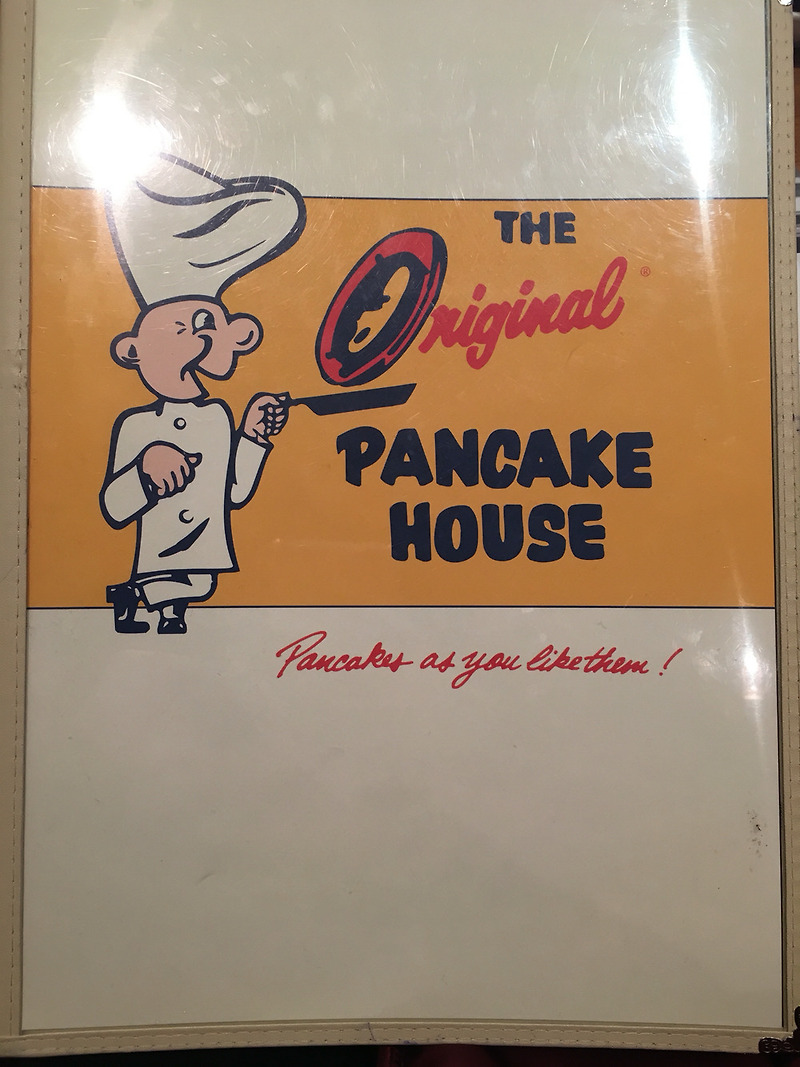 THE
Original ®
PANCAKE
HOUSE
Pancakes as you like them!